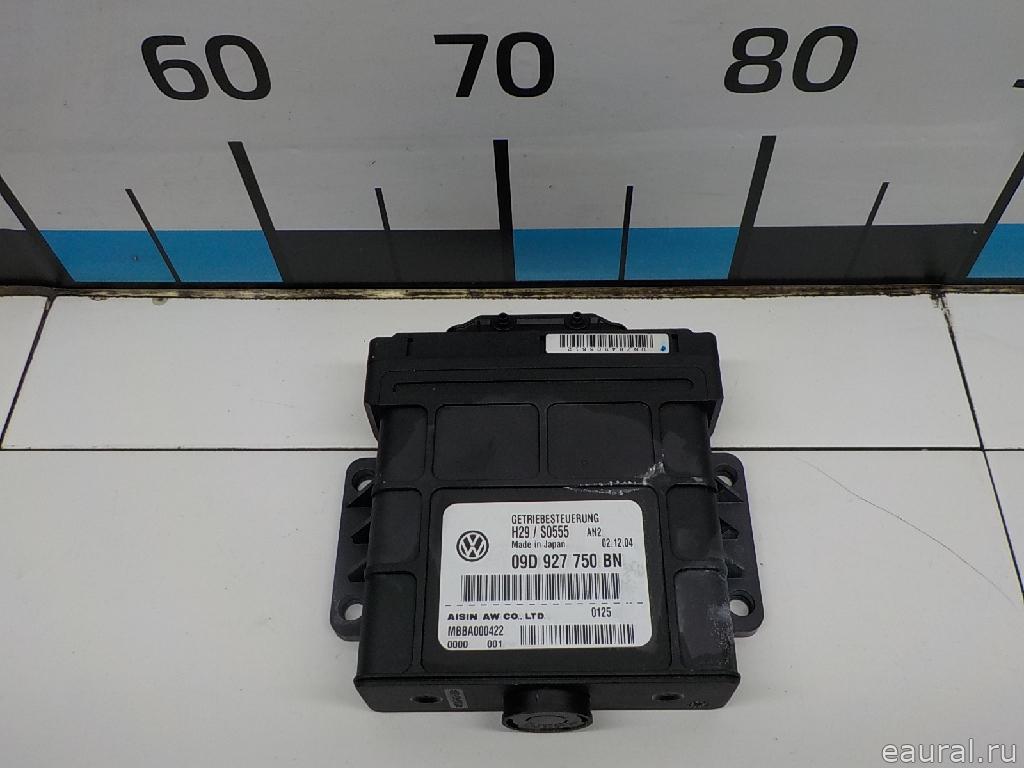 60 70 80
GETRIEBESTEUERUNG
H29 / S0555 AN2
Made in Japan 02.12.04
09D 927 750 BN
AISIN AW CO., LTD 0125
MBBA000422
0000 001
eaural.ru